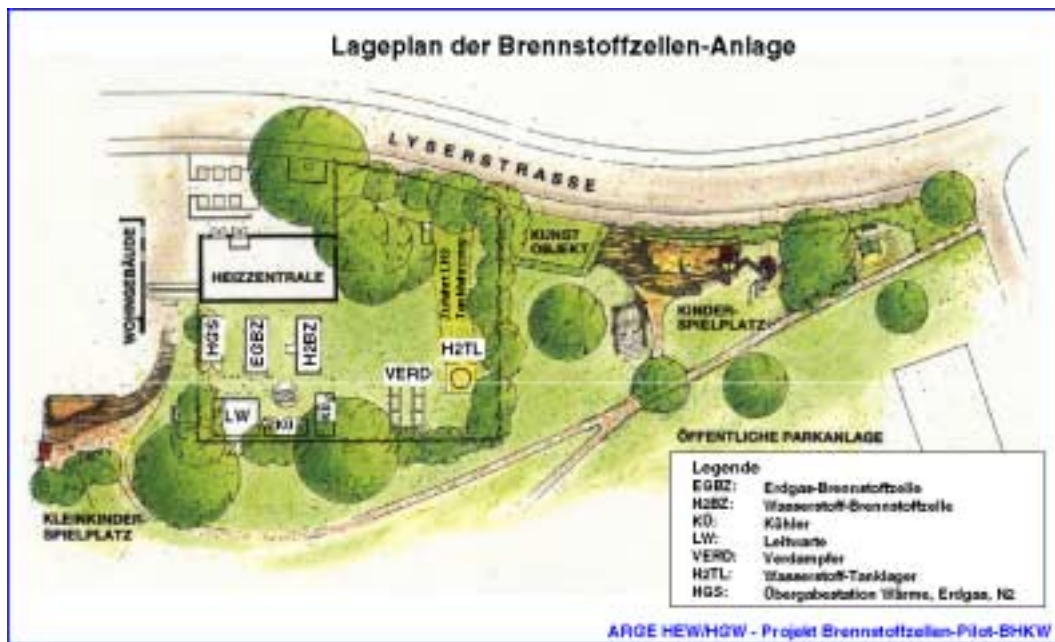 Lageplan der Brennstoffzellen-Anlage
LYSERSTRASSE
WOHNGEBÄUDE
HEIZZENTRALE
KUNST
OBJEKT
KINDER-
SPIELPLATZ
HGS
EGBZ
H2BZ
H2TL
VERD
LW
KÜ
KÜ
KLEINKINDER-
SPIELPLATZ
ÖFFENTLICHE PARKANLAGE
Legende
EGBZ: Erdgas-Brennstoffzelle
H2BZ: Wasserstoff-Brennstoffzelle
KÜ: Kühler
LW: Leitwarte
VERD: Verdampfer
H2TL: Wasserstoff-Tanklager
HGS: Übergabestation Wärme, Erdgas, N2
ARGE HEW/HGW - Projekt Brennstoffzellen-Pilot-BHKW